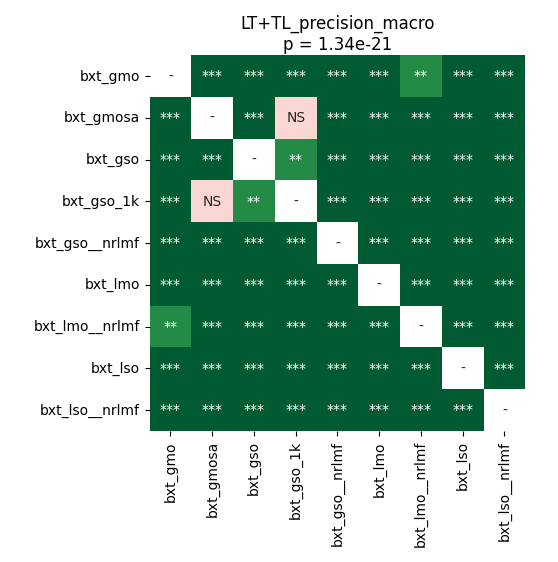 LT+TL_precision_macro
p = 1.34e-21
bxt_gmo - *** *** *** *** *** ** *** ***
bxt_gmosa *** - *** NS *** *** *** *** ***
bxt_gso *** *** - ** *** *** *** *** ***
bxt_gso_1k *** NS ** - *** *** *** *** ***
bxt_gso__nrlmf *** *** *** *** - *** *** *** ***
bxt_lmo *** *** *** *** *** - *** *** ***
bxt_lmo__nrlmf ** *** *** *** *** *** - *** ***
bxt_lso *** *** *** *** *** *** *** - ***
bxt_lso__nrlmf *** *** *** *** *** *** *** *** -
bxt_gmo
bxt_gmosa
bxt_gso
bxt_gso_1k
bxt_gso__nrlmf
bxt_lmo
bxt_lmo__nrlmf
bxt_lso
bxt_lso__nrlmf